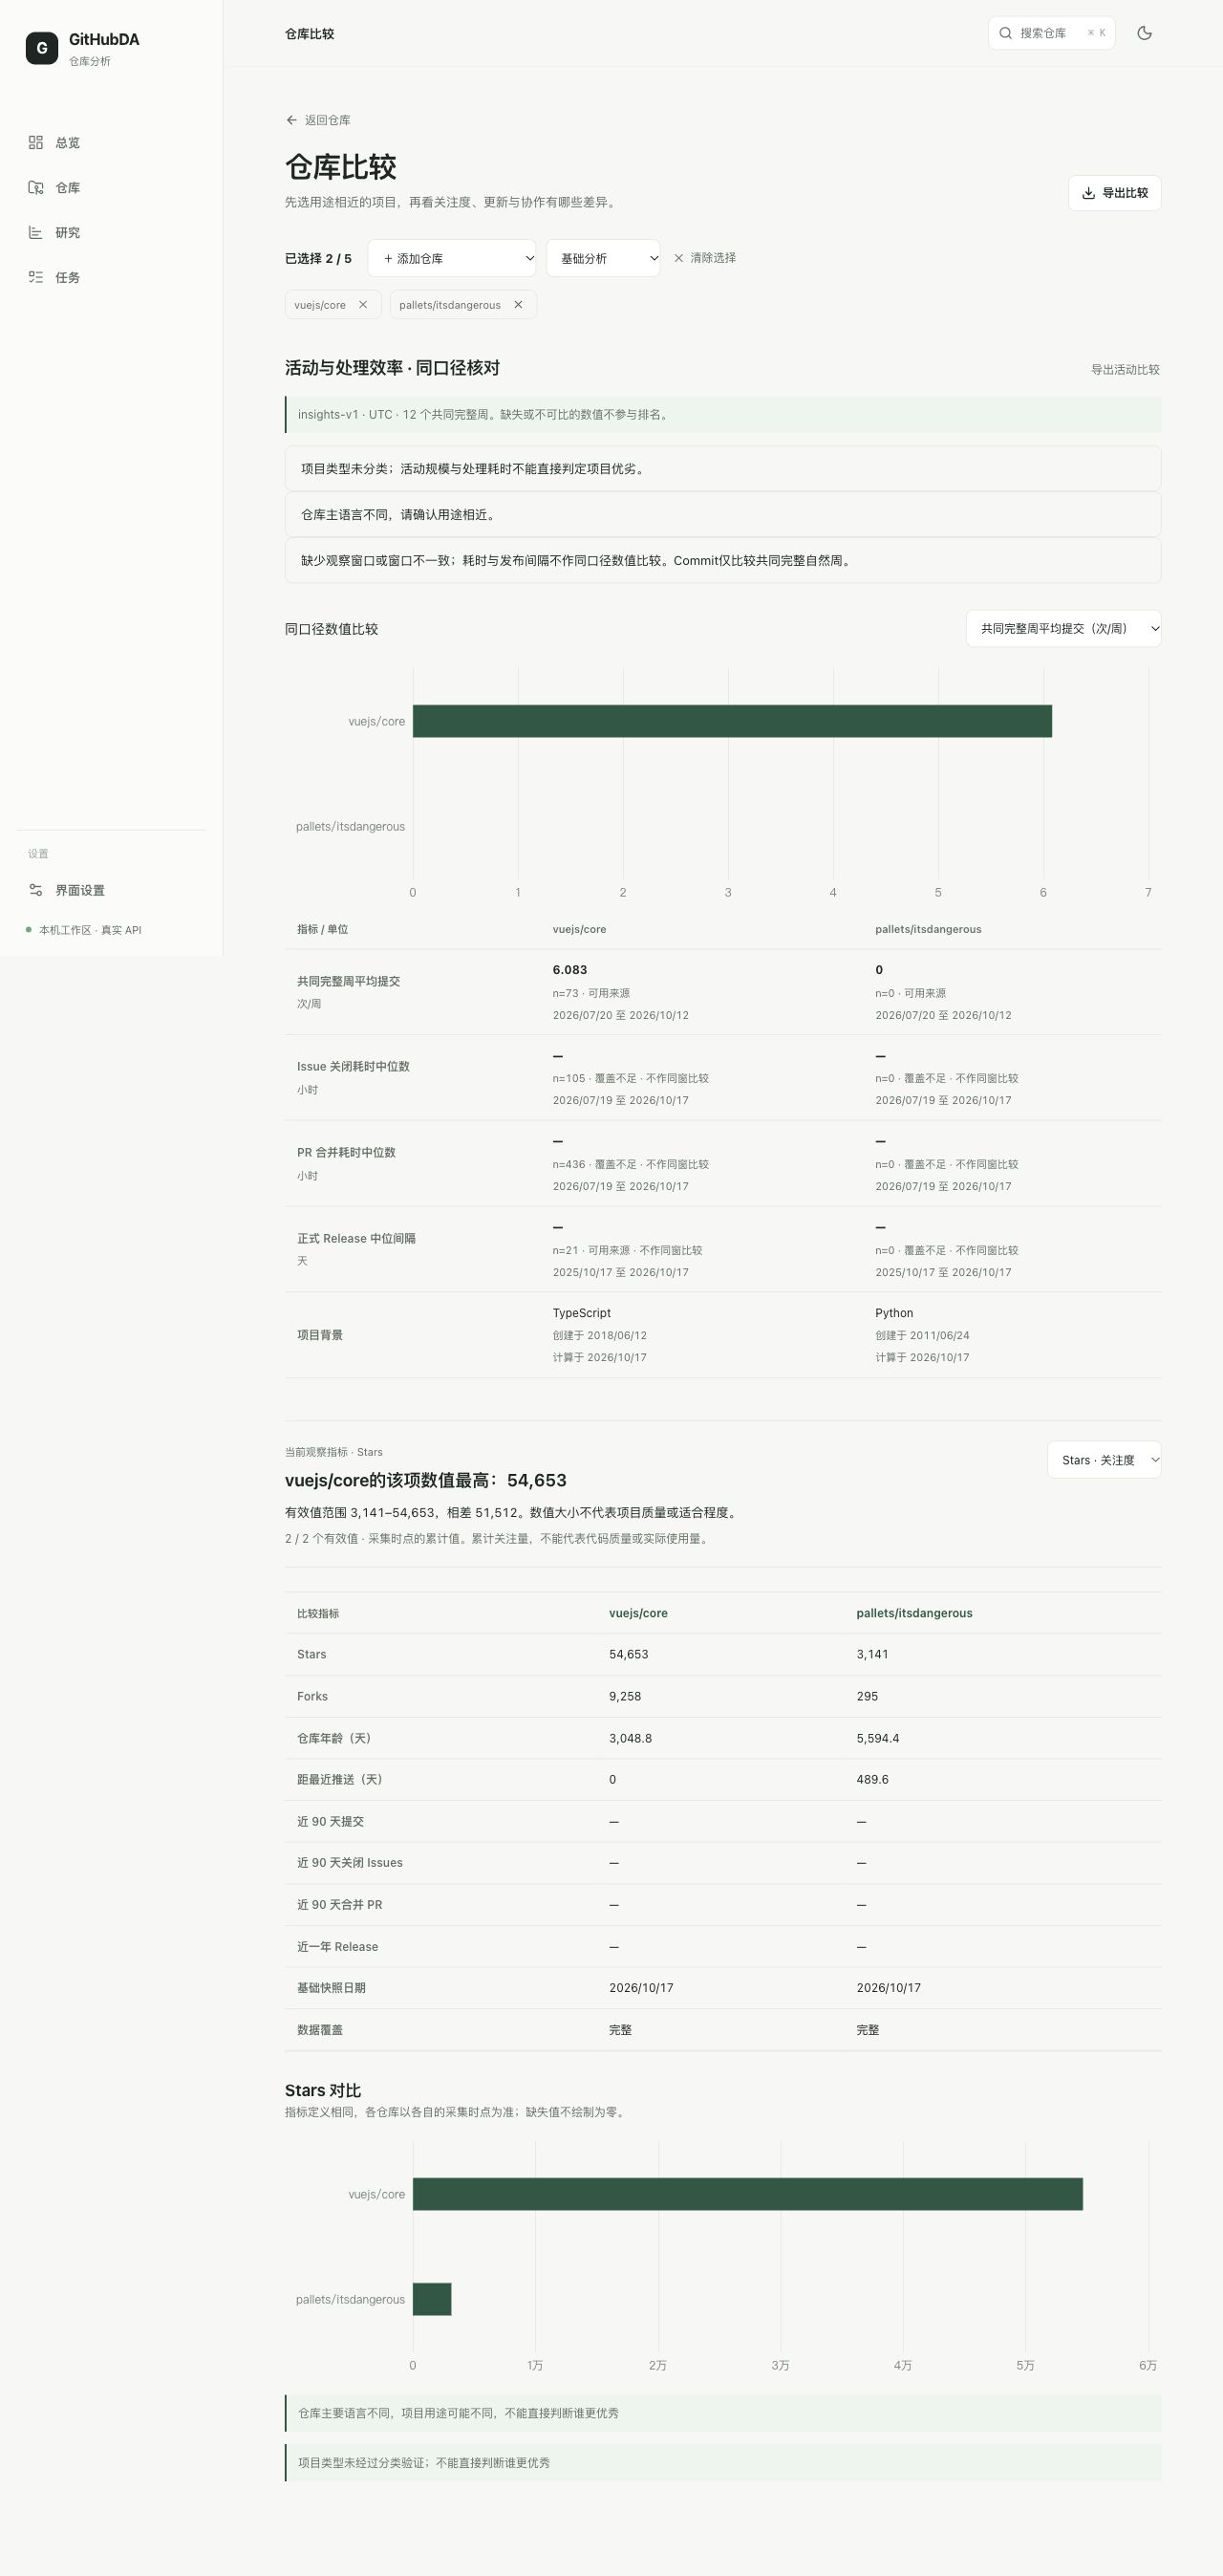 G
GitHubDA
仓库分析
总览
仓库
研究
任务
设置
界面设置
本机工作区 · 真实 API
仓库比较
搜索仓库 ⌘ K
返回仓库
仓库比较
先选用途相近的项目，再看关注度、更新与协作有哪些差异。
导出比较
已选择 2 / 5
＋ 添加仓库
基础分析
清除选择
vuejs/core
pallets/itsdangerous
活动与处理效率 · 同口径核对
导出活动比较
insights-v1 · UTC · 12 个共同完整周。缺失或不可比的数值不参与排名。
项目类型未分类；活动规模与处理耗时不能直接判定项目优劣。
仓库主语言不同，请确认用途相近。
缺少观察窗口或窗口不一致；耗时与发布间隔不作同口径数值比较。Commit仅比较共同完整自然周。
同口径数值比较
共同完整周平均提交（次/周）
vuejs/core
pallets/itsdangerous
0 1 2 3 4 5 6 7
指标 / 单位 vuejs/core pallets/itsdangerous
共同完整周平均提交
次/周
6.083
n=73 · 可用来源
2026/07/20 至 2026/10/12
0
n=0 · 可用来源
2026/07/20 至 2026/10/12
Issue 关闭耗时中位数
小时
—
n=105 · 覆盖不足 · 不作同窗比较
2026/07/19 至 2026/10/17
—
n=0 · 覆盖不足 · 不作同窗比较
2026/07/19 至 2026/10/17
PR 合并耗时中位数
小时
—
n=436 · 覆盖不足 · 不作同窗比较
2026/07/19 至 2026/10/17
—
n=0 · 覆盖不足 · 不作同窗比较
2026/07/19 至 2026/10/17
正式 Release 中位间隔
天
—
n=21 · 可用来源 · 不作同窗比较
2025/10/17 至 2026/10/17
—
n=0 · 覆盖不足 · 不作同窗比较
2025/10/17 至 2026/10/17
项目背景
TypeScript
创建于 2018/06/12
计算于 2026/10/17
Python
创建于 2011/06/24
计算于 2026/10/17
当前观察指标 · Stars
vuejs/core的该项数值最高：54,653
有效值范围 3,141–54,653，相差 51,512。数值大小不代表项目质量或适合程度。
2 / 2 个有效值 · 采集时点的累计值。累计关注量，不能代表代码质量或实际使用量。
Stars · 关注度
比较指标 vuejs/core pallets/itsdangerous
Stars 54,653 3,141
Forks 9,258 295
仓库年龄（天） 3,048.8 5,594.4
距最近推送（天） 0 489.6
近 90 天提交 — —
近 90 天关闭 Issues — —
近 90 天合并 PR — —
近一年 Release — —
基础快照日期 2026/10/17 2026/10/17
数据覆盖 完整 完整
Stars 对比
指标定义相同，各仓库以各自的采集时点为准；缺失值不绘制为零。
vuejs/core
pallets/itsdangerous
0 1万 2万 3万 4万 5万 6万
仓库主要语言不同，项目用途可能不同，不能直接判断谁更优秀
项目类型未经过分类验证；不能直接判断谁更优秀